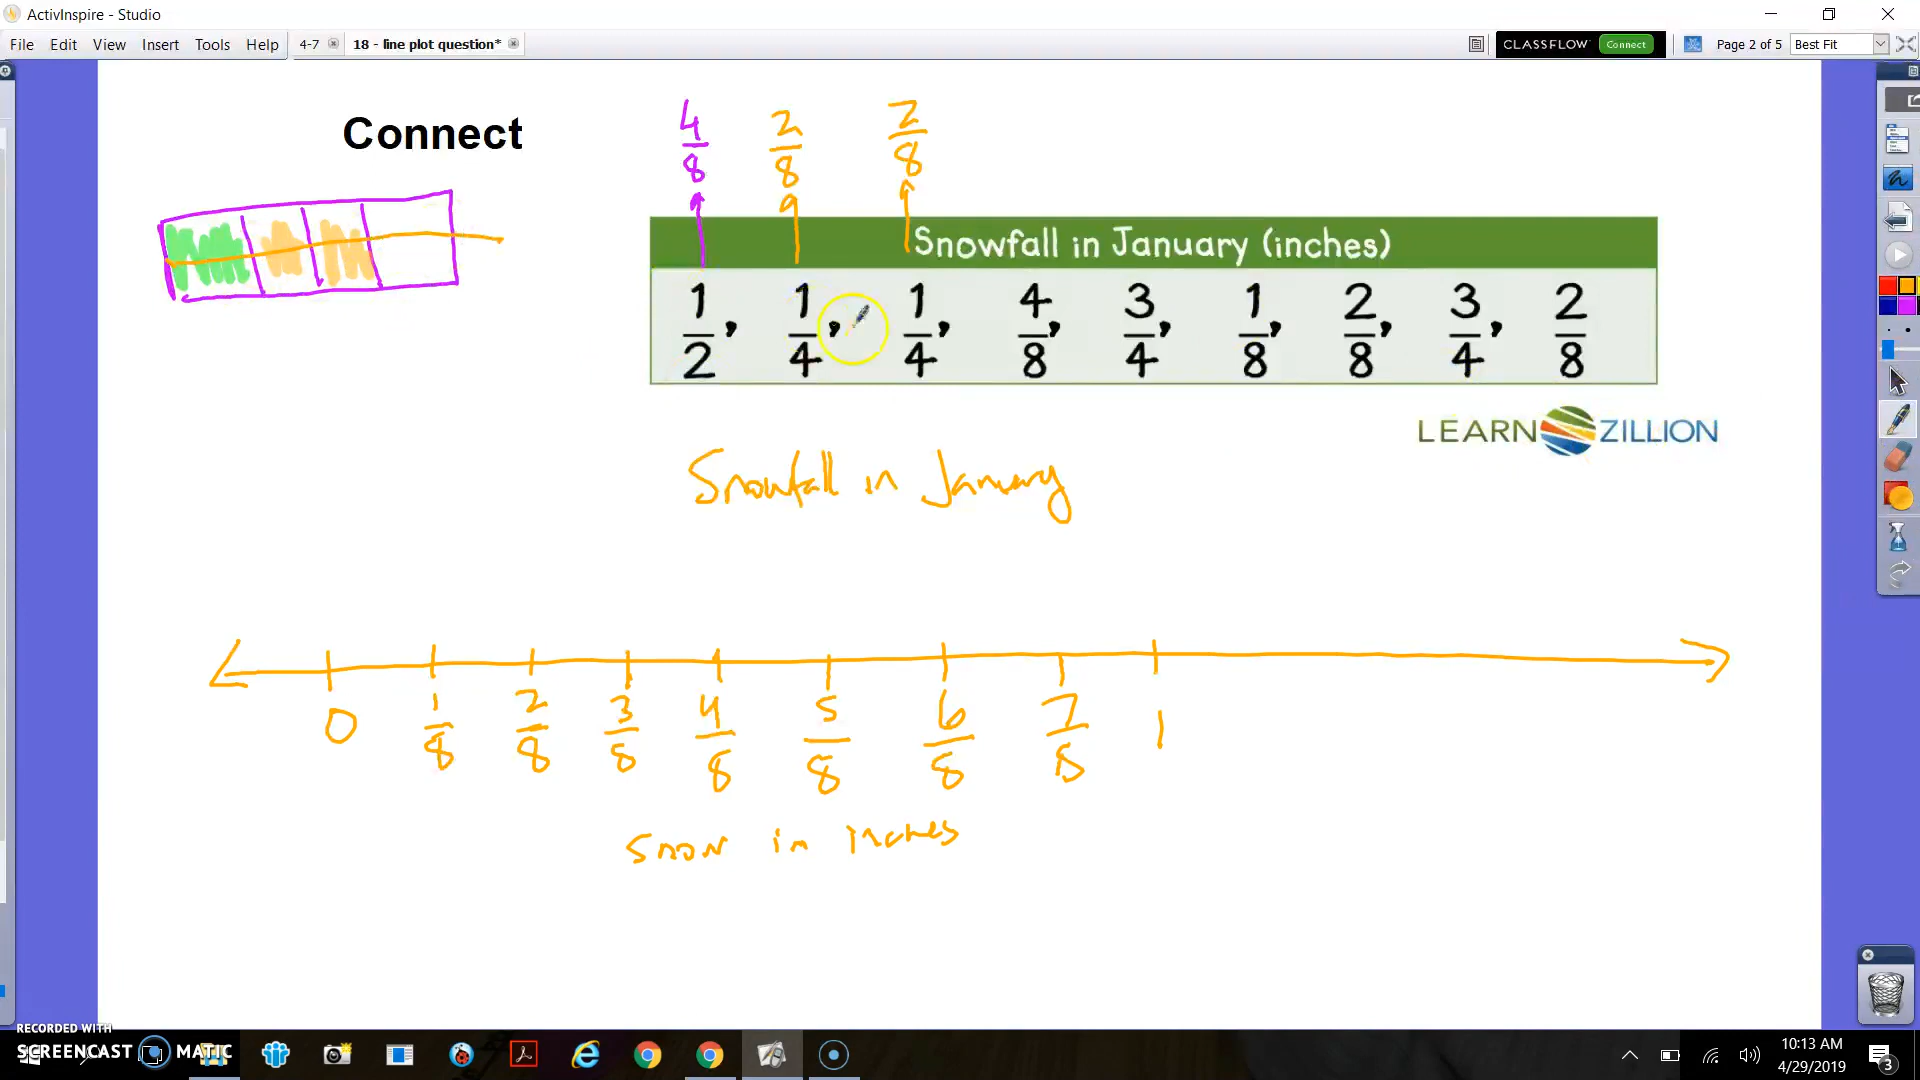 ActivInspire - Studio
File Edit View Insert Tools Help 4-7 18 - line plot question* CLASSFLOW Connect Page 2 of 5 Best Fit
Connect
4/8 2/8 2/8
Snowfall in January (inches)
1/2, 1/4, 1/4, 4/8, 3/4, 1/8, 2/8, 3/4, 2/8
LEARN ZILLION
Snowfall in January
0 1/8 2/8 3/8 4/8 5/8 6/8 7/8 1
Snow in inches
RECORDED WITH
SCREENCAST MATIC
10:13 AM
4/29/2019
3